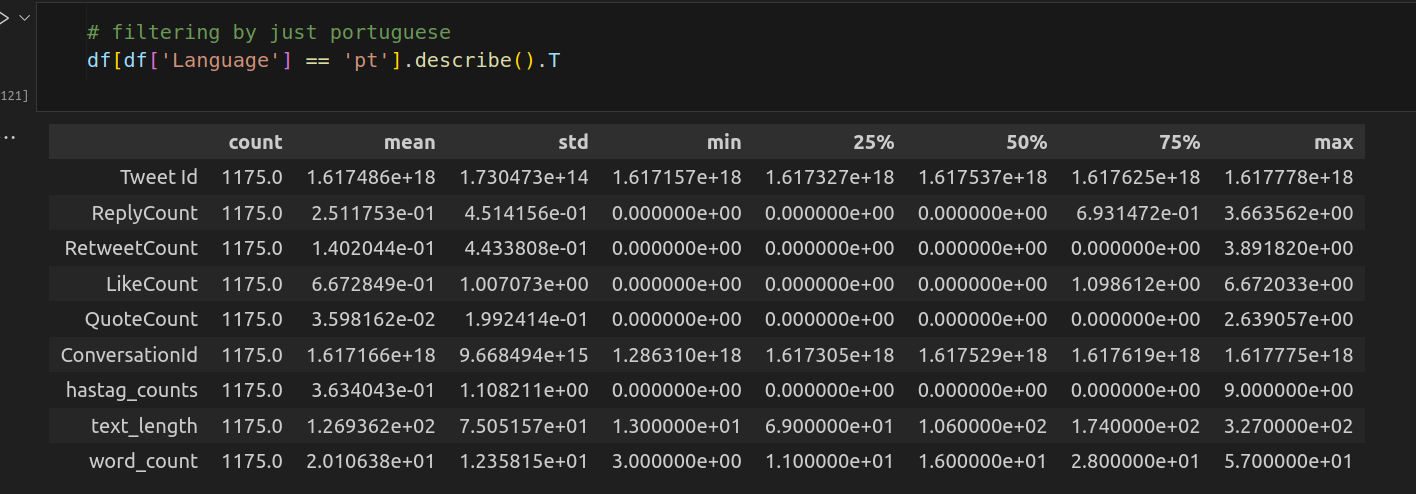 # filtering by just portuguese
df[df['Language'] == 'pt'].describe().T
121]
...
count mean std min 25% 50% 75% max
Tweet Id 1175.0 1.617486e+18 1.730473e+14 1.617157e+18 1.617327e+18 1.617537e+18 1.617625e+18 1.617778e+18
ReplyCount 1175.0 2.511753e-01 4.514156e-01 0.000000e+00 0.000000e+00 0.000000e+00 6.931472e-01 3.663562e+00
RetweetCount 1175.0 1.402044e-01 4.433808e-01 0.000000e+00 0.000000e+00 0.000000e+00 0.000000e+00 3.891820e+00
LikeCount 1175.0 6.672849e-01 1.007073e+00 0.000000e+00 0.000000e+00 0.000000e+00 1.098612e+00 6.672033e+00
QuoteCount 1175.0 3.598162e-02 1.992414e-01 0.000000e+00 0.000000e+00 0.000000e+00 0.000000e+00 2.639057e+00
ConversationId 1175.0 1.617166e+18 9.668494e+15 1.286310e+18 1.617305e+18 1.617529e+18 1.617619e+18 1.617775e+18
hastag_counts 1175.0 3.634043e-01 1.108211e+00 0.000000e+00 0.000000e+00 0.000000e+00 0.000000e+00 9.000000e+00
text_length 1175.0 1.269362e+02 7.505157e+01 1.300000e+01 6.900000e+01 1.060000e+02 1.740000e+02 3.270000e+02
word_count 1175.0 2.010638e+01 1.235815e+01 3.000000e+00 1.100000e+01 1.600000e+01 2.800000e+01 5.700000e+01